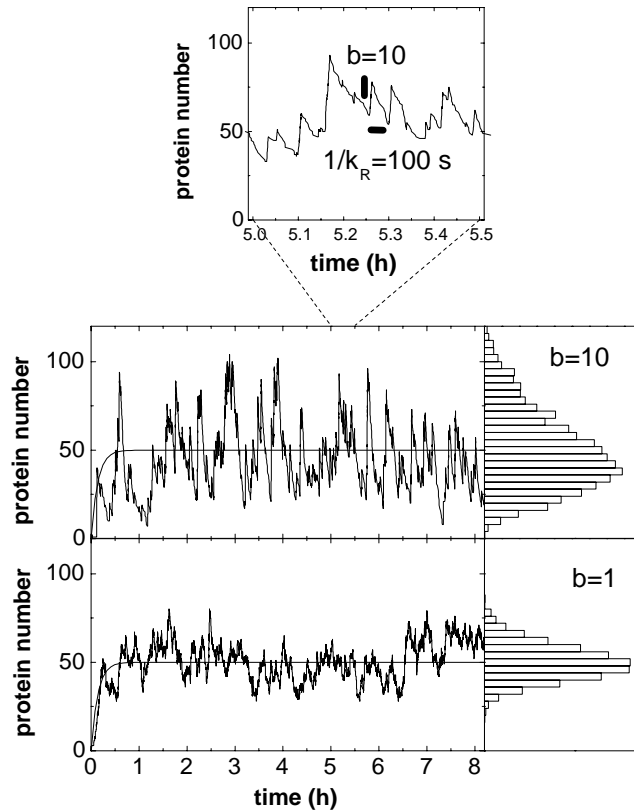 100
b=10
protein number
50
1/k_R=100 s
0
5.0 5.1 5.2 5.3 5.4 5.5
time (h)
100
b=10
protein number
50
0
100
b=1
protein number
50
0
0 1 2 3 4 5 6 7 8
time (h)